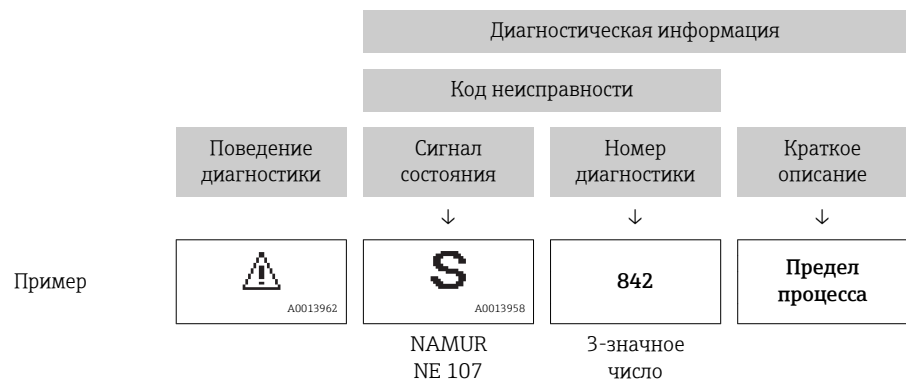 Диагностическая информация
Код неисправности
Поведение
диагностики
Сигнал
состояния
Номер
диагностики
Краткое
описание
↓
↓
↓
Пример
A0013962
S
A0013958
842
Предел
процесса
NAMUR
NE 107
3-значное
число